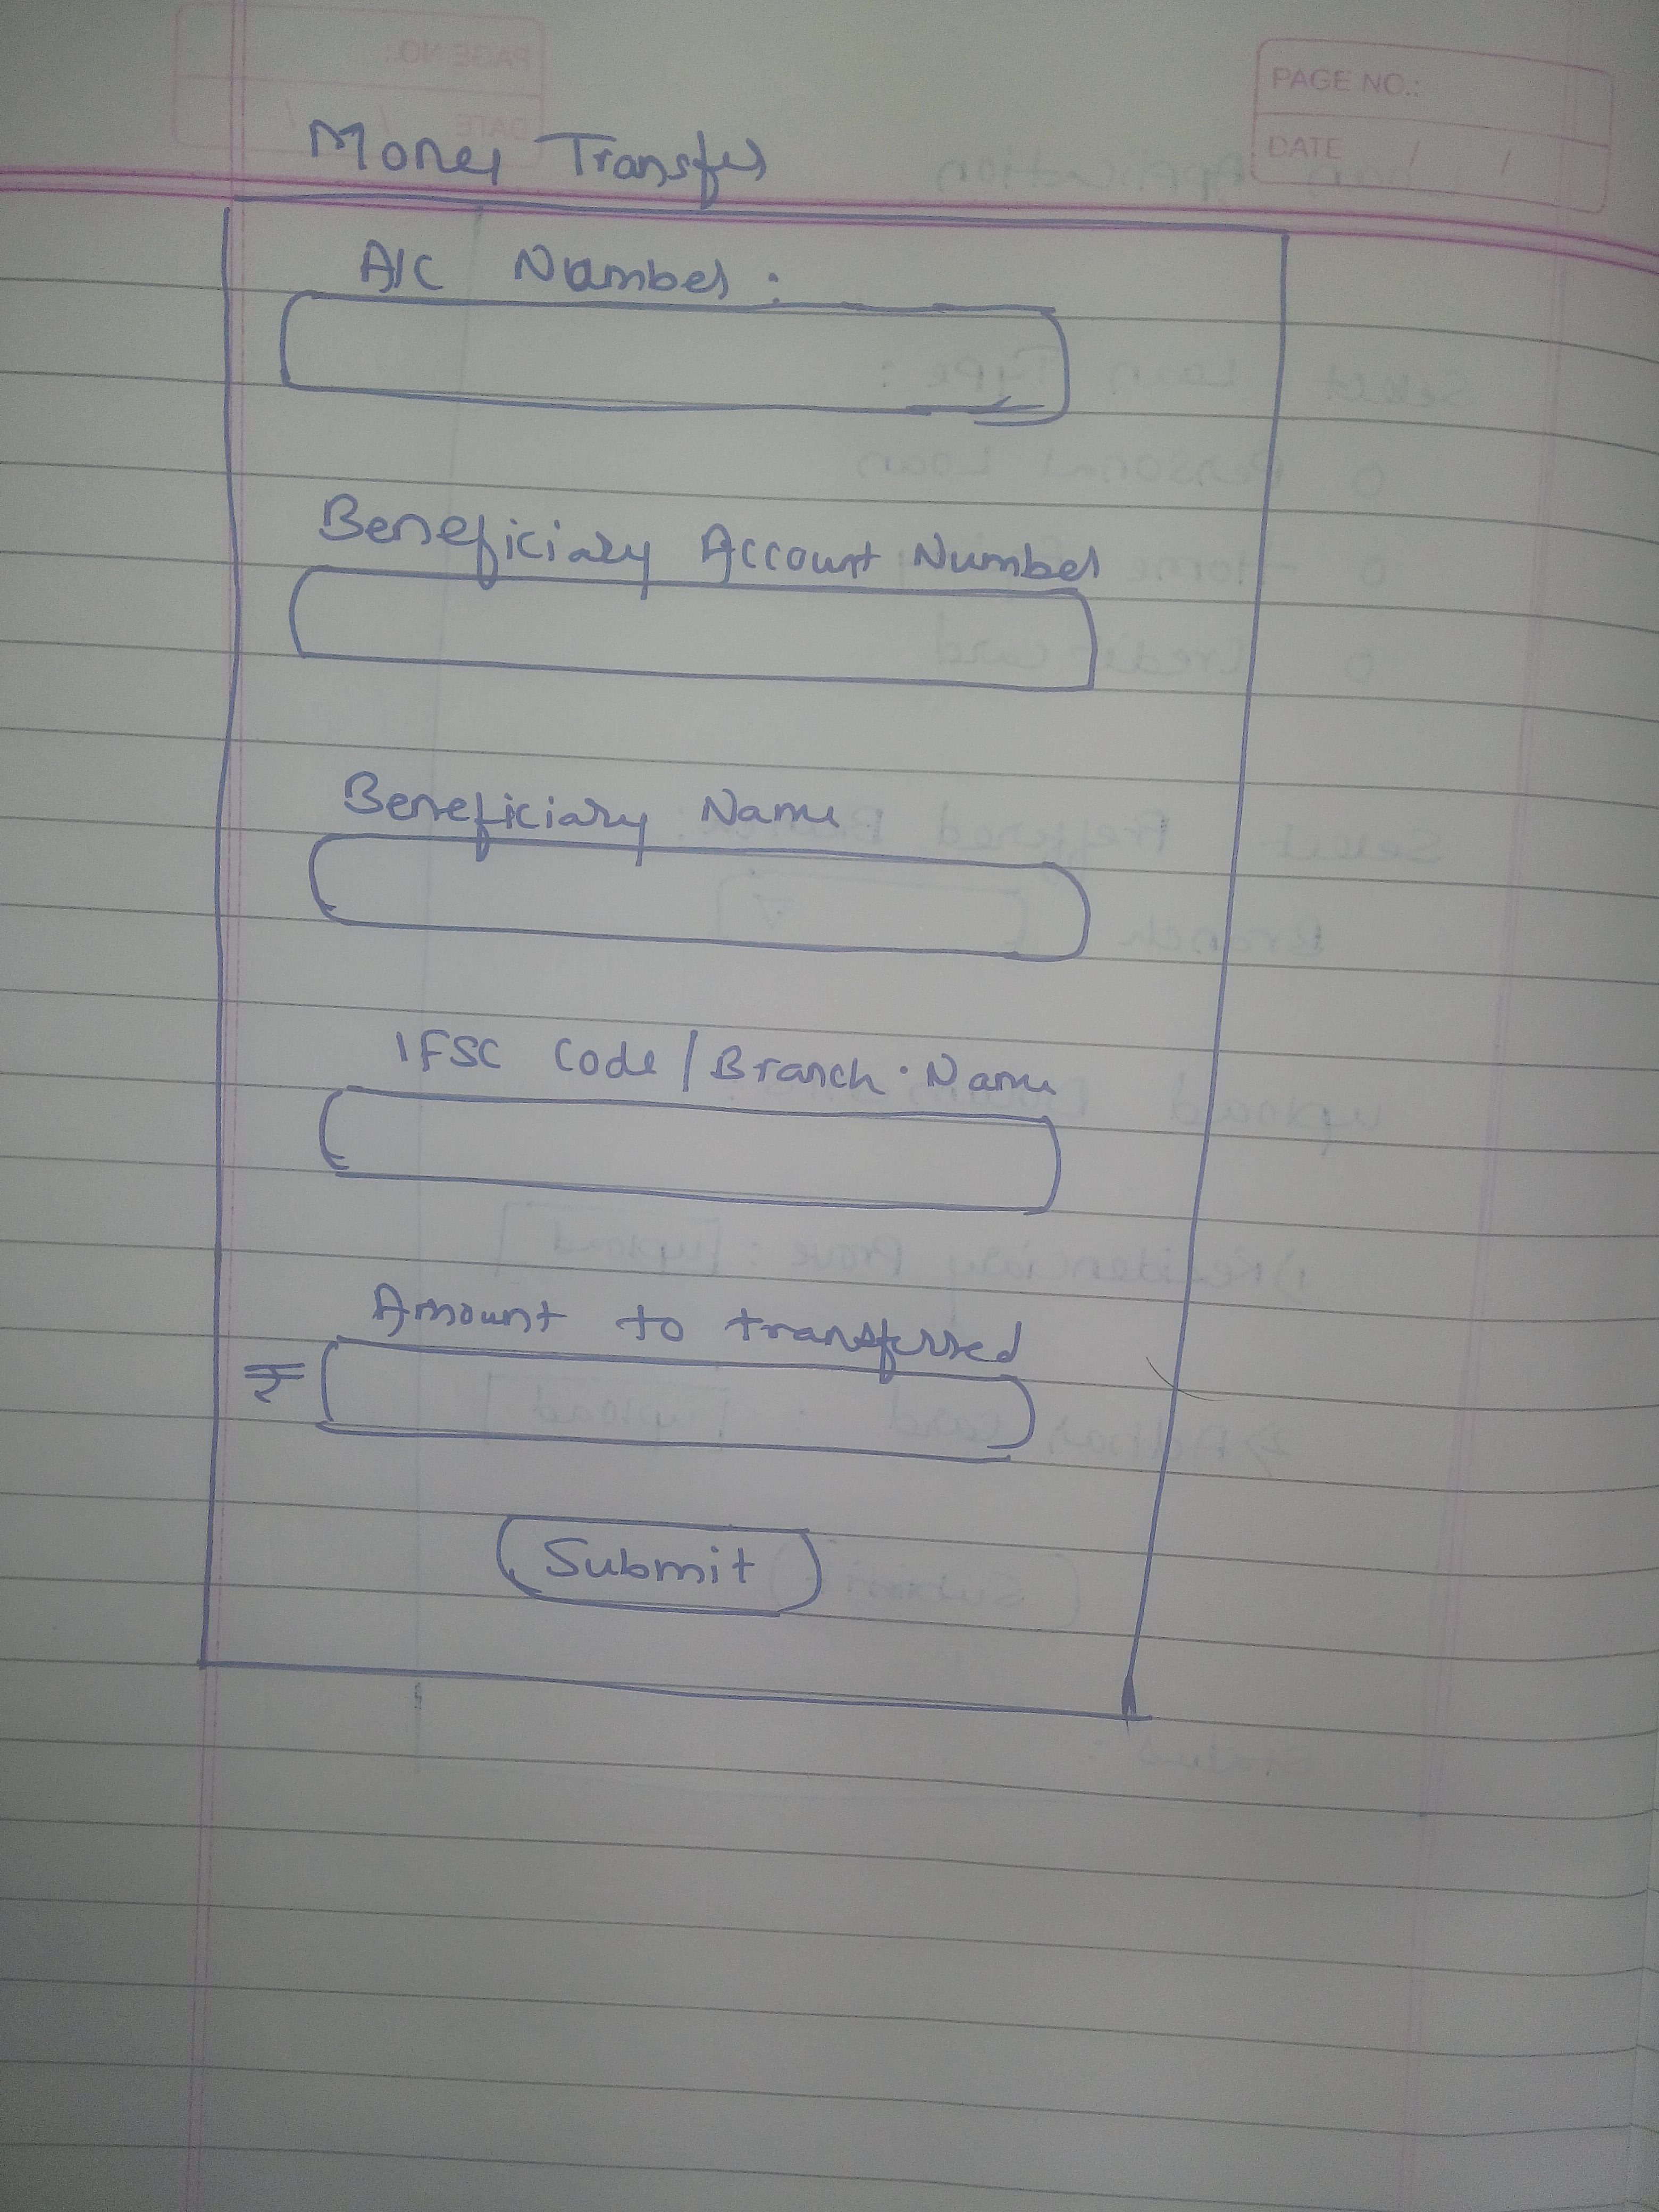 PAGE NO.:
DATE / /
Money Transfer
A/C Number :
Beneficiary Account Number
Beneficiary Name
IFSC Code / Branch Name
Amount to transferred
₹
Submit